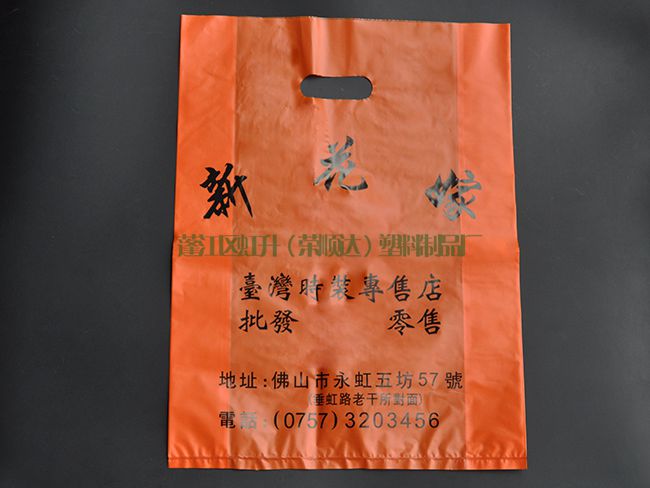 新花嫁
蓬江区虹升(荣顺达)塑料制品厂
臺灣時裝專售店
批發 零售
地址:佛山市永虹五坊57號
(垂虹路老干所對面)
電話:(0757)3203456